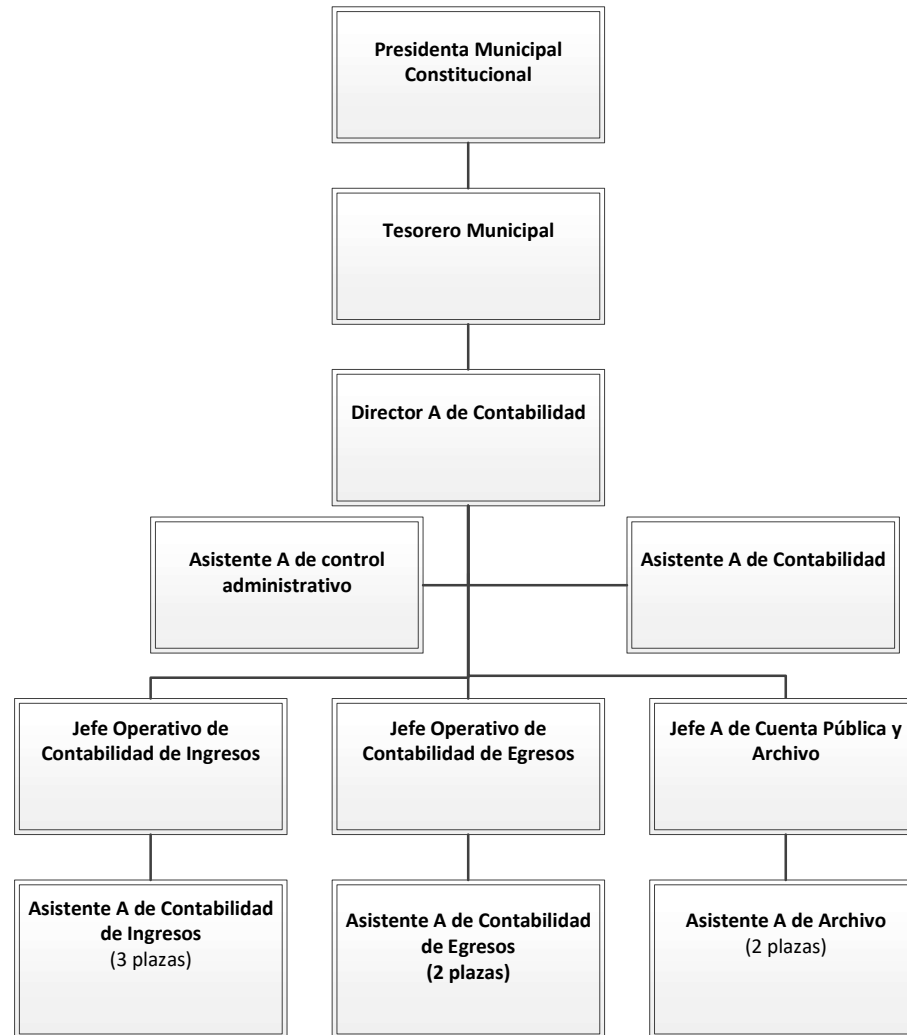 Presidenta Municipal
Constitucional
Tesorero Municipal
Director A de Contabilidad
Asistente A de control
administrativo
Asistente A de Contabilidad
Jefe Operativo de
Contabilidad de Ingresos
Jefe Operativo de
Contabilidad de Egresos
Jefe A de Cuenta Pública y
Archivo
Asistente A de Contabilidad
de Ingresos
(3 plazas)
Asistente A de Contabilidad
de Egresos
(2 plazas)
Asistente A de Archivo
(2 plazas)